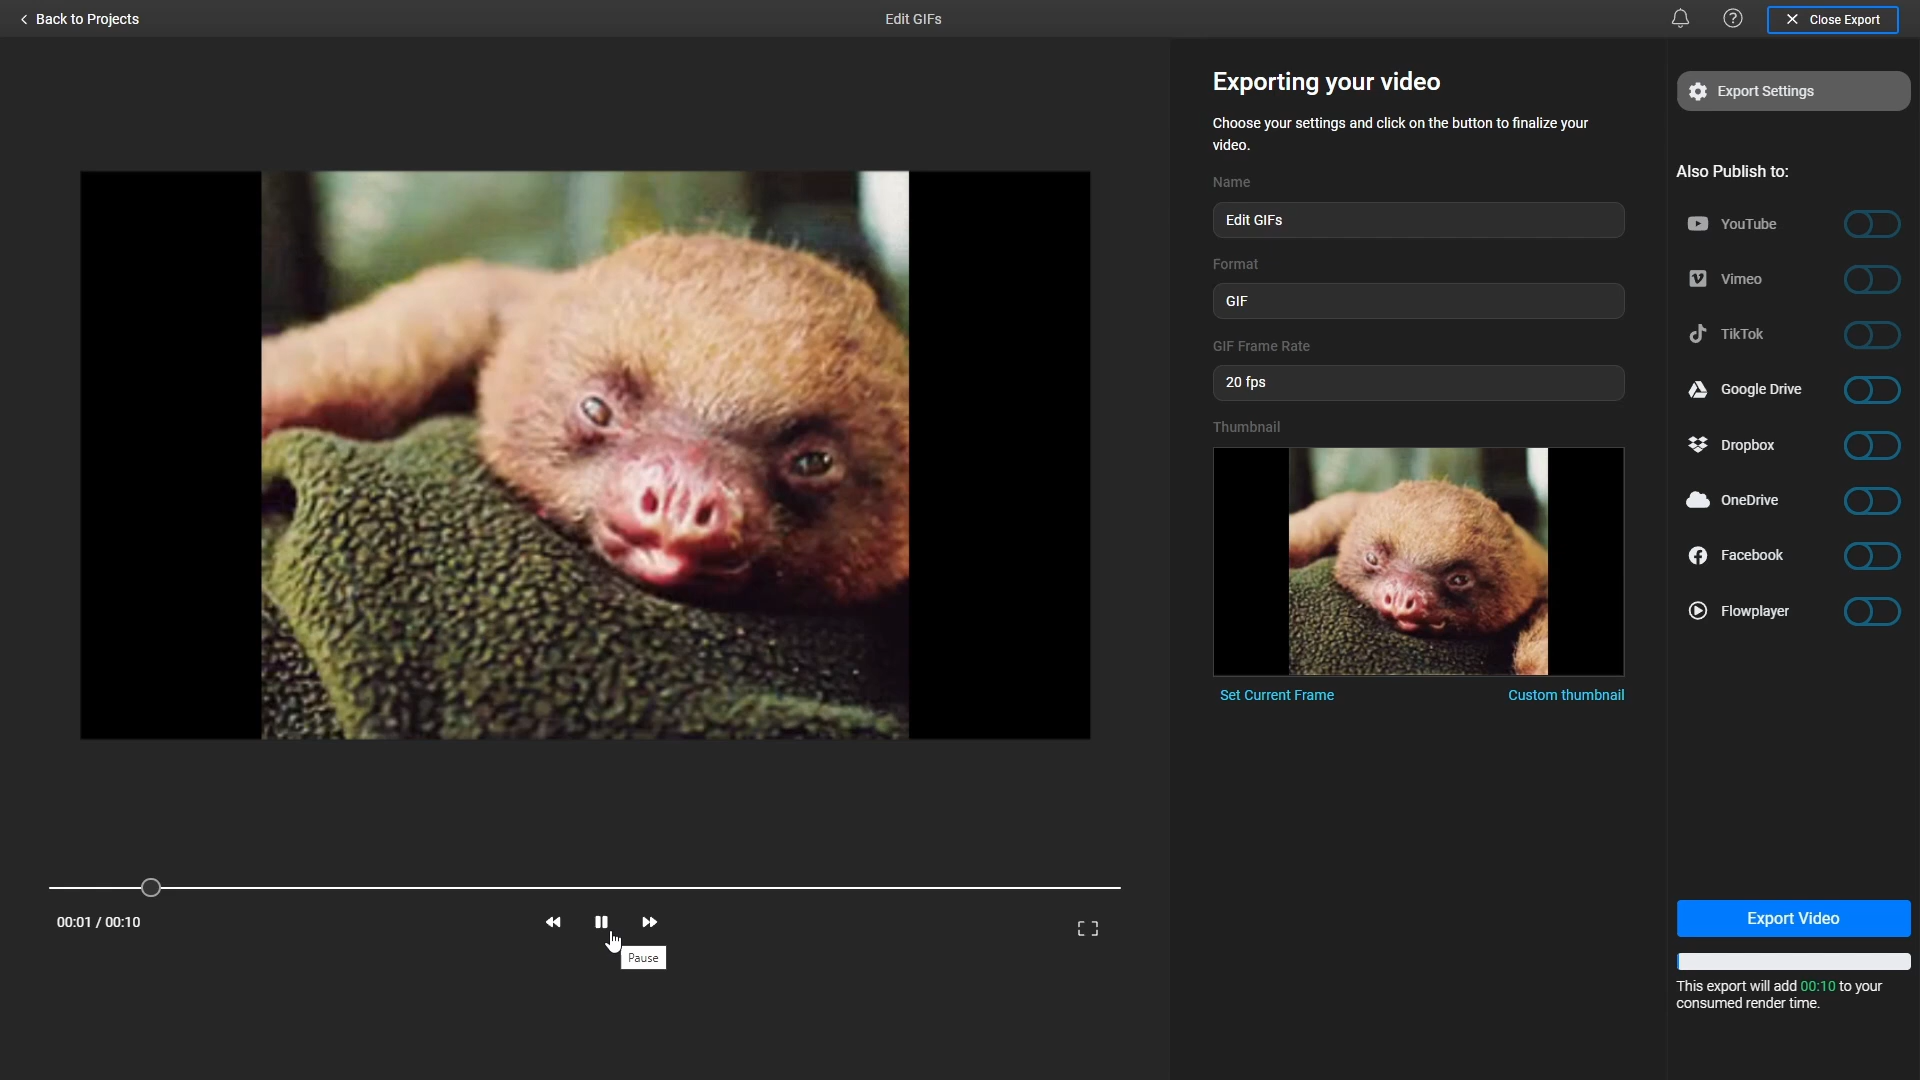 Back to Projects
Edit GIFs
Close Export
Exporting your video
Choose your settings and click on the button to finalize your
video.
Name
Edit GIFs
Format
GIF
GIF Frame Rate
20 fps
Thumbnail
Set Current Frame
Custom thumbnail
Export Settings
Also Publish to:
YouTube
Vimeo
TikTok
Google Drive
Dropbox
OneDrive
Facebook
Flowplayer
00:01 / 00:10
Pause
Export Video
This export will add 00:10 to your
consumed render time.